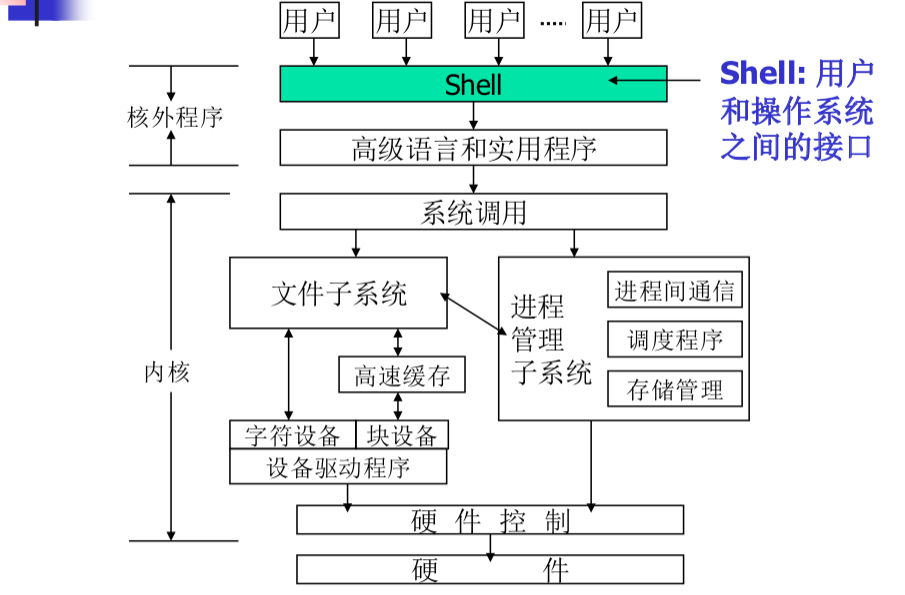 用户 用户 用户 ····· 用户
Shell
Shell: 用户
和操作系统
之间的接口
核外程序
高级语言和实用程序
系统调用
文件子系统
进程
管理
子系统
进程间通信
调度程序
存储管理
内核
高速缓存
字符设备 块设备
设备驱动程序
硬 件 控 制
硬 件